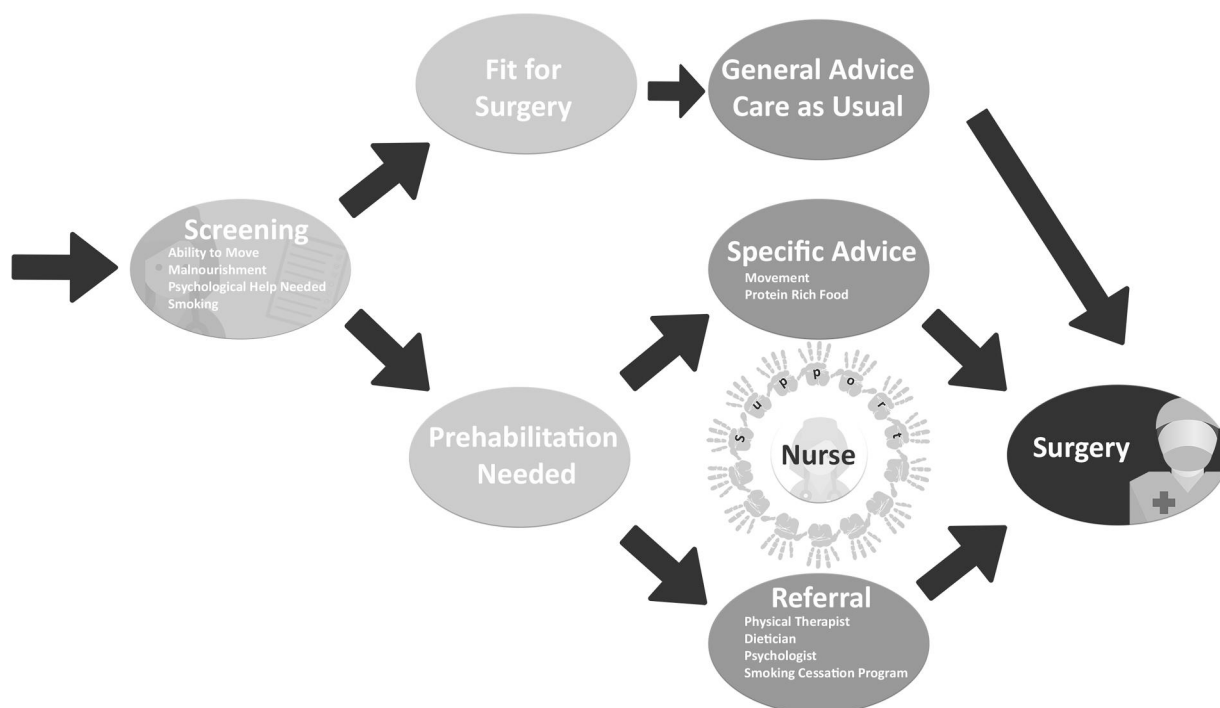 Fit for
Surgery
General Advice
Care as Usual
Screening
Ability to Move
Malnourishment
Psychological Help Needed
Smoking
Specific Advice
Movement
Protein Rich Food
Prehabilitation
Needed
support
Nurse
Surgery
Referral
Physical Therapist
Dietician
Psychologist
Smoking Cessation Program